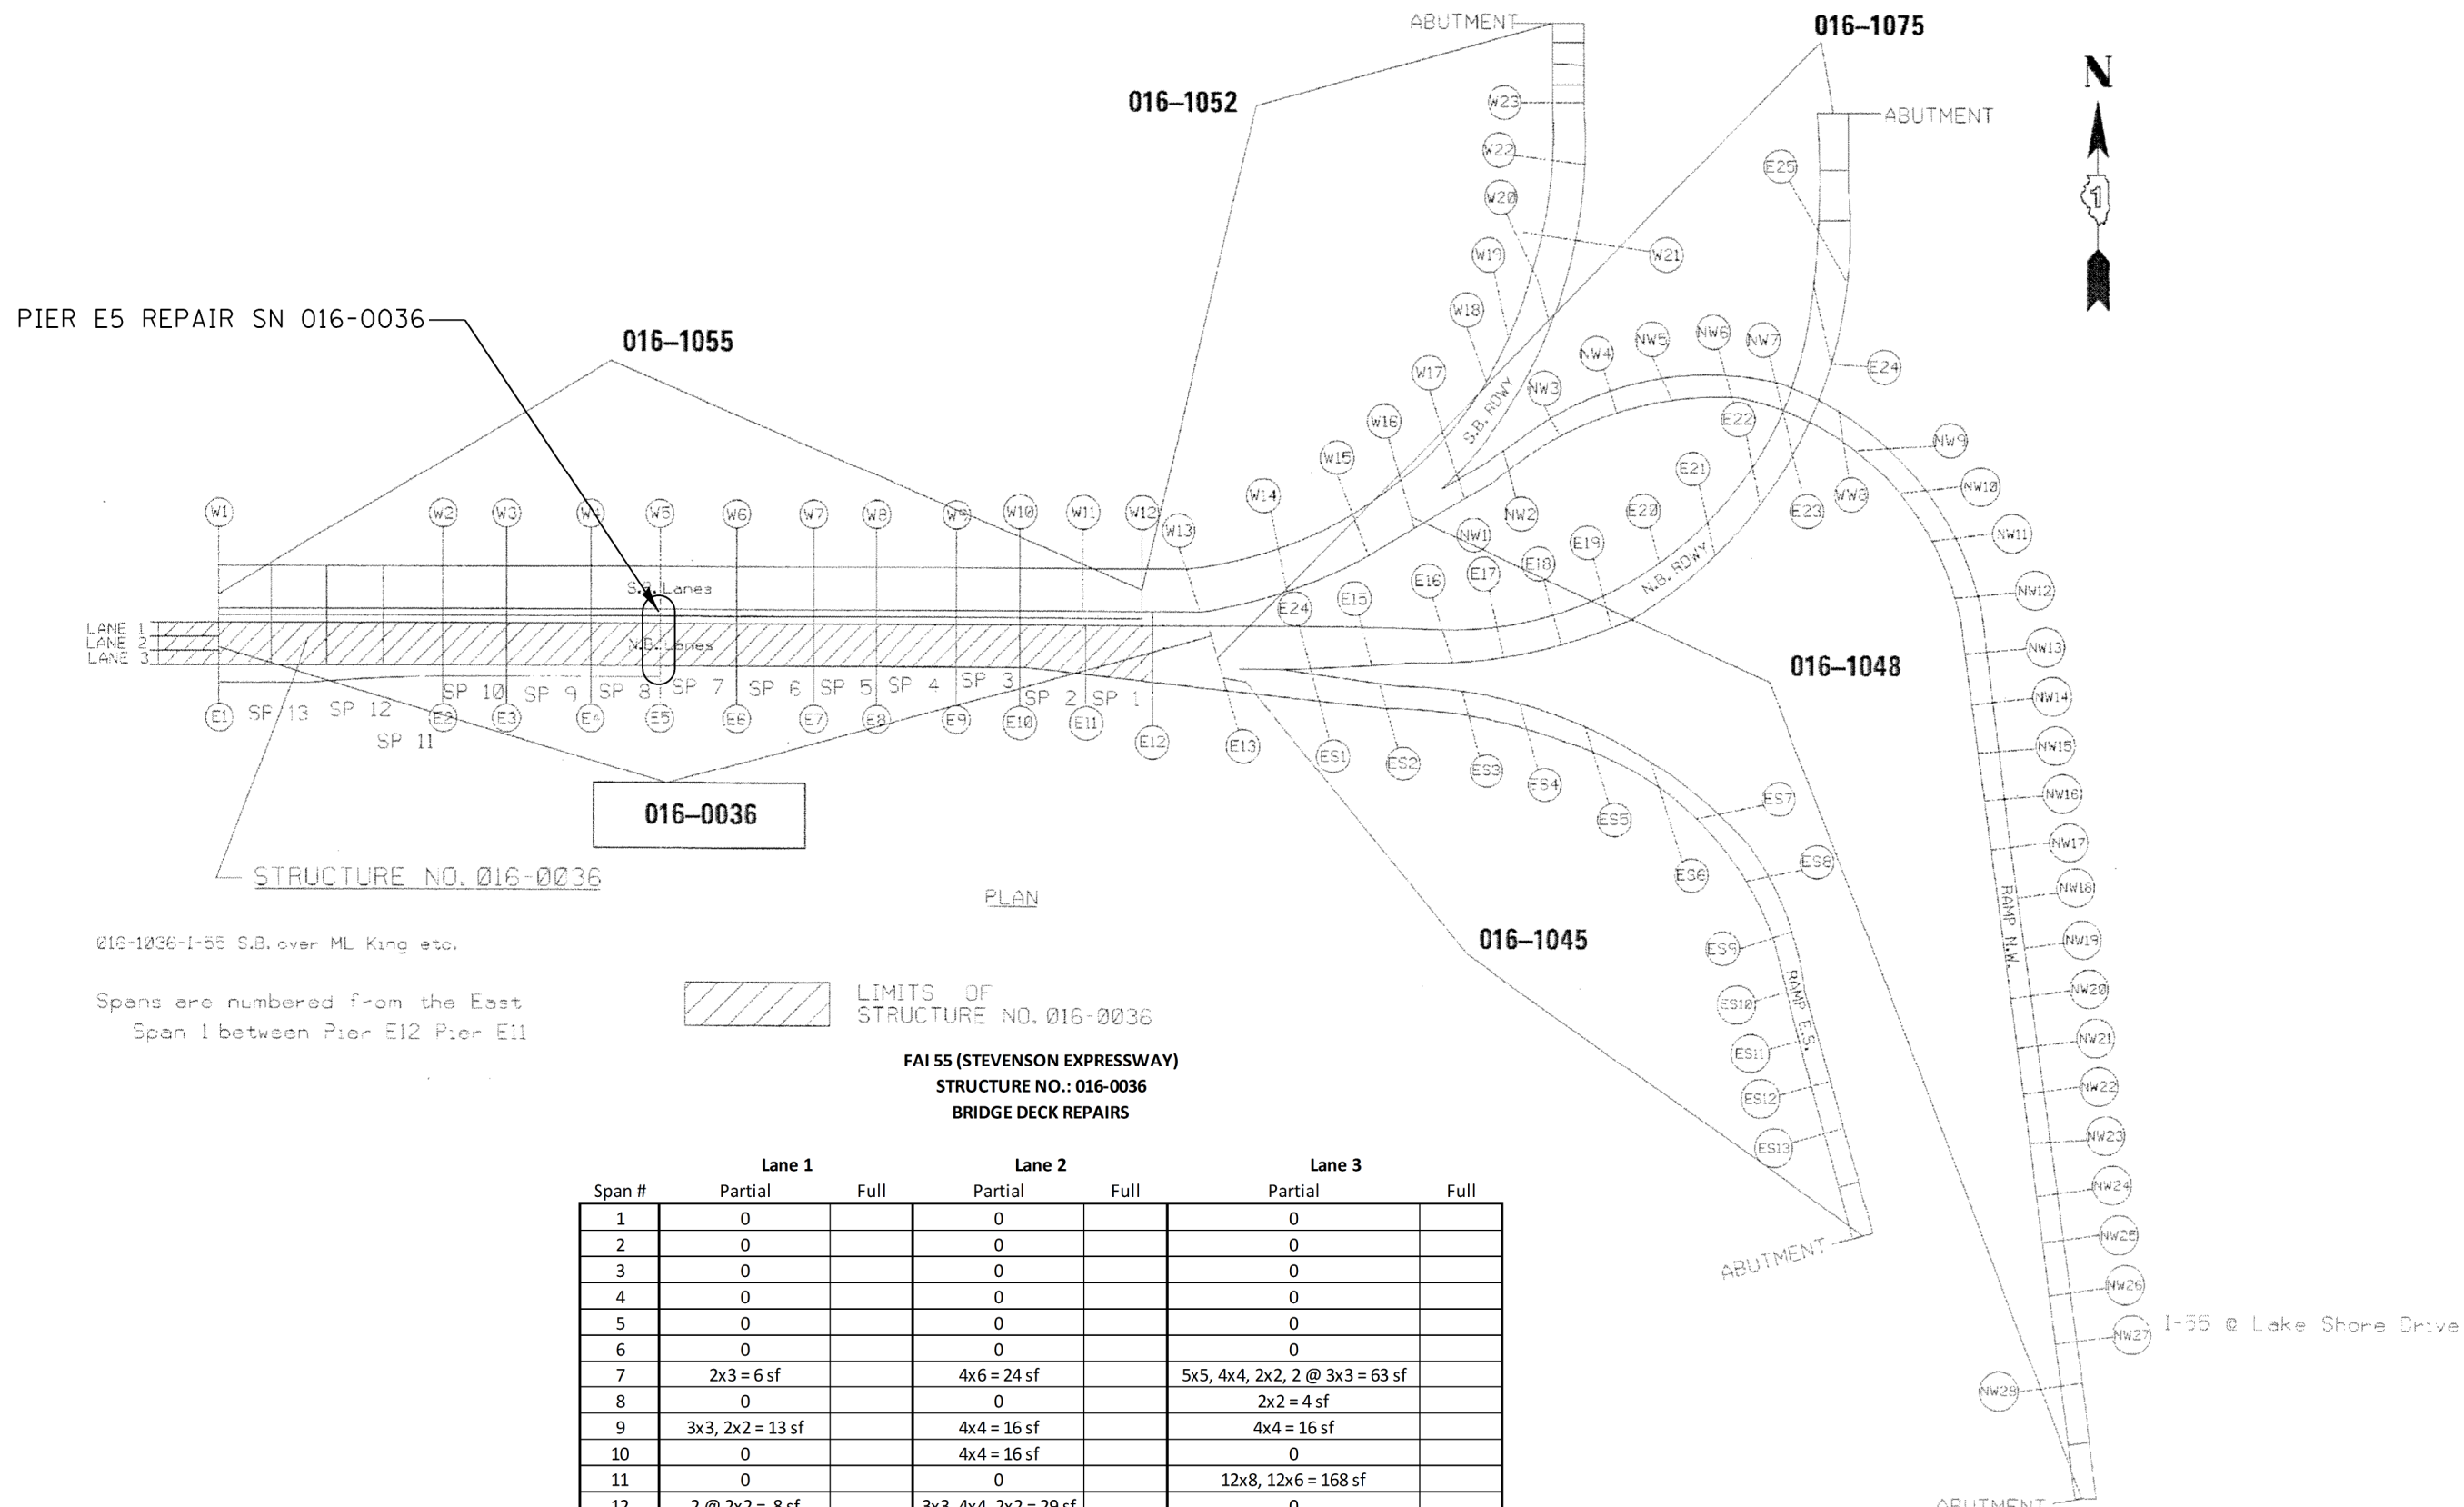 ABUTMENT
016–1075
N
016–1052
ABUTMENT
W23
W22
E25
1
W20
W19
W21
W18
PIER E5 REPAIR SN 016-0036
016–1055
NW4
NW5
NW6
NW7
E24
W17
NW3
S.B. RDWY
W16
E22
NW9
W15
E21
NW10
W14
W1
W2
W3
W4
W5
W6
W7
W8
W9
W10
W11
W12
W13
NW2
E20
E23
WW8
NW1
E19
NW11
E18
E17
E16
N.B. RDWY
NW12
S.B. Lanes
E24
E15
LANE 1
LANE 2
LANE 3
N.B. Lanes
NW13
016–1048
SP 13
SP 12
SP 11
SP 10
SP 9
SP 8
SP 7
SP 6
SP 5
SP 4
SP 3
SP 2
SP 1
NW14
E1
E2
E3
E4
E5
E6
E7
E8
E9
E10
E11
E12
E13
ES1
ES2
ES3
ES4
ES5
ES6
ES7
ES8
NW15
NW16
NW17
016–0036
STRUCTURE NO. 016-0036
PLAN
RAMP N.W.
NW18
NW19
NW20
NW21
NW22
NW23
NW24
NW25
NW26
NW27
016–1045
ES9
ES10
RAMP E.S.
ES11
ES12
ES13
016-1036-I-55 S.B. over ML King etc.
Spans are numbered from the East
Span 1 between Pier E12 Pier E11
LIMITS OF
STRUCTURE NO. 016-0036
ABUTMENT
I-55 @ Lake Shore Drive
ABUTMENT
FAI 55 (STEVENSON EXPRESSWAY)
STRUCTURE NO.: 016-0036
BRIDGE DECK REPAIRS
Lane 1 Lane 2 Lane 3
Span # Partial Full Partial Full Partial Full
1 0 0 0
2 0 0 0
3 0 0 0
4 0 0 0
5 0 0 0
6 0 0 0
7 2x3 = 6 sf 4x6 = 24 sf 5x5, 4x4, 2x2, 2 @ 3x3 = 63 sf
8 0 0 2x2 = 4 sf
9 3x3, 2x2 = 13 sf 4x4 = 16 sf 4x4 = 16 sf
10 0 4x4 = 16 sf 0
11 0 0 12x8, 12x6 = 168 sf
12 2 @ 2x2 = 8 sf 3x3, 4x4, 2x2 = 29 sf 0